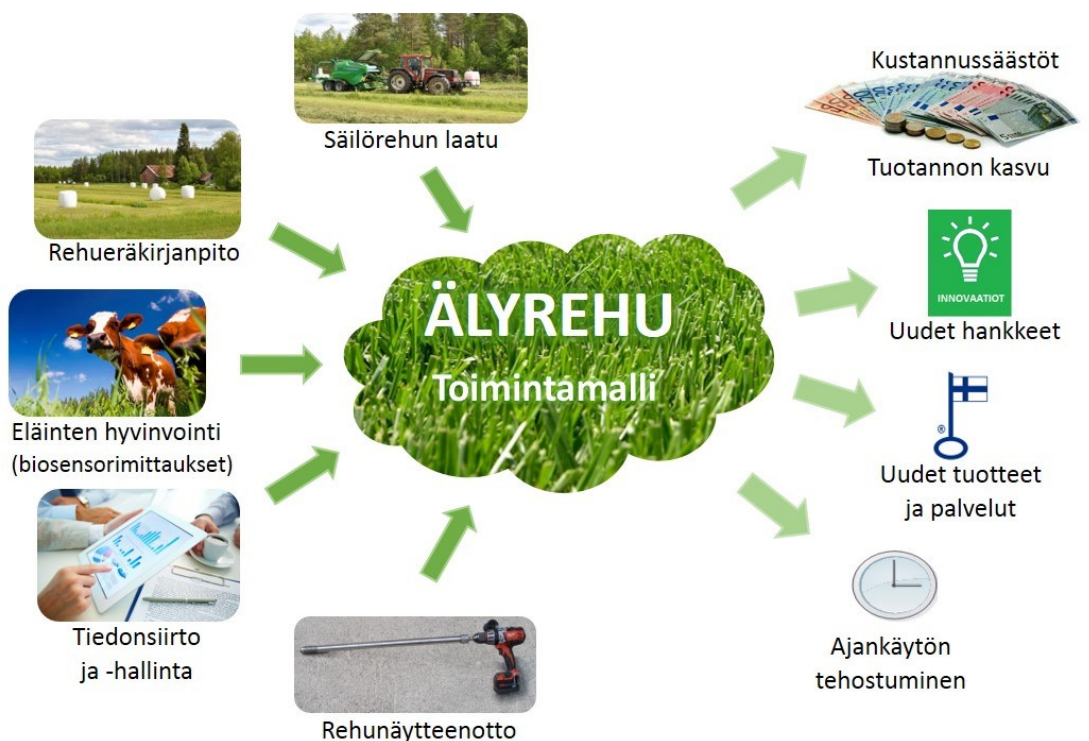 Säilörehun laatu
Rehueräkirjanpito
Eläinten hyvinvointi
(biosensorimittaukset)
Tiedonsiirto
ja -hallinta
Rehunäytteenotto
ÄLYREHU
Toimintamalli
Kustannussäästöt
Tuotannon kasvu
INNOVAATIOT
Uudet hankkeet
®
Uudet tuotteet
ja palvelut
Ajankäytön
tehostuminen